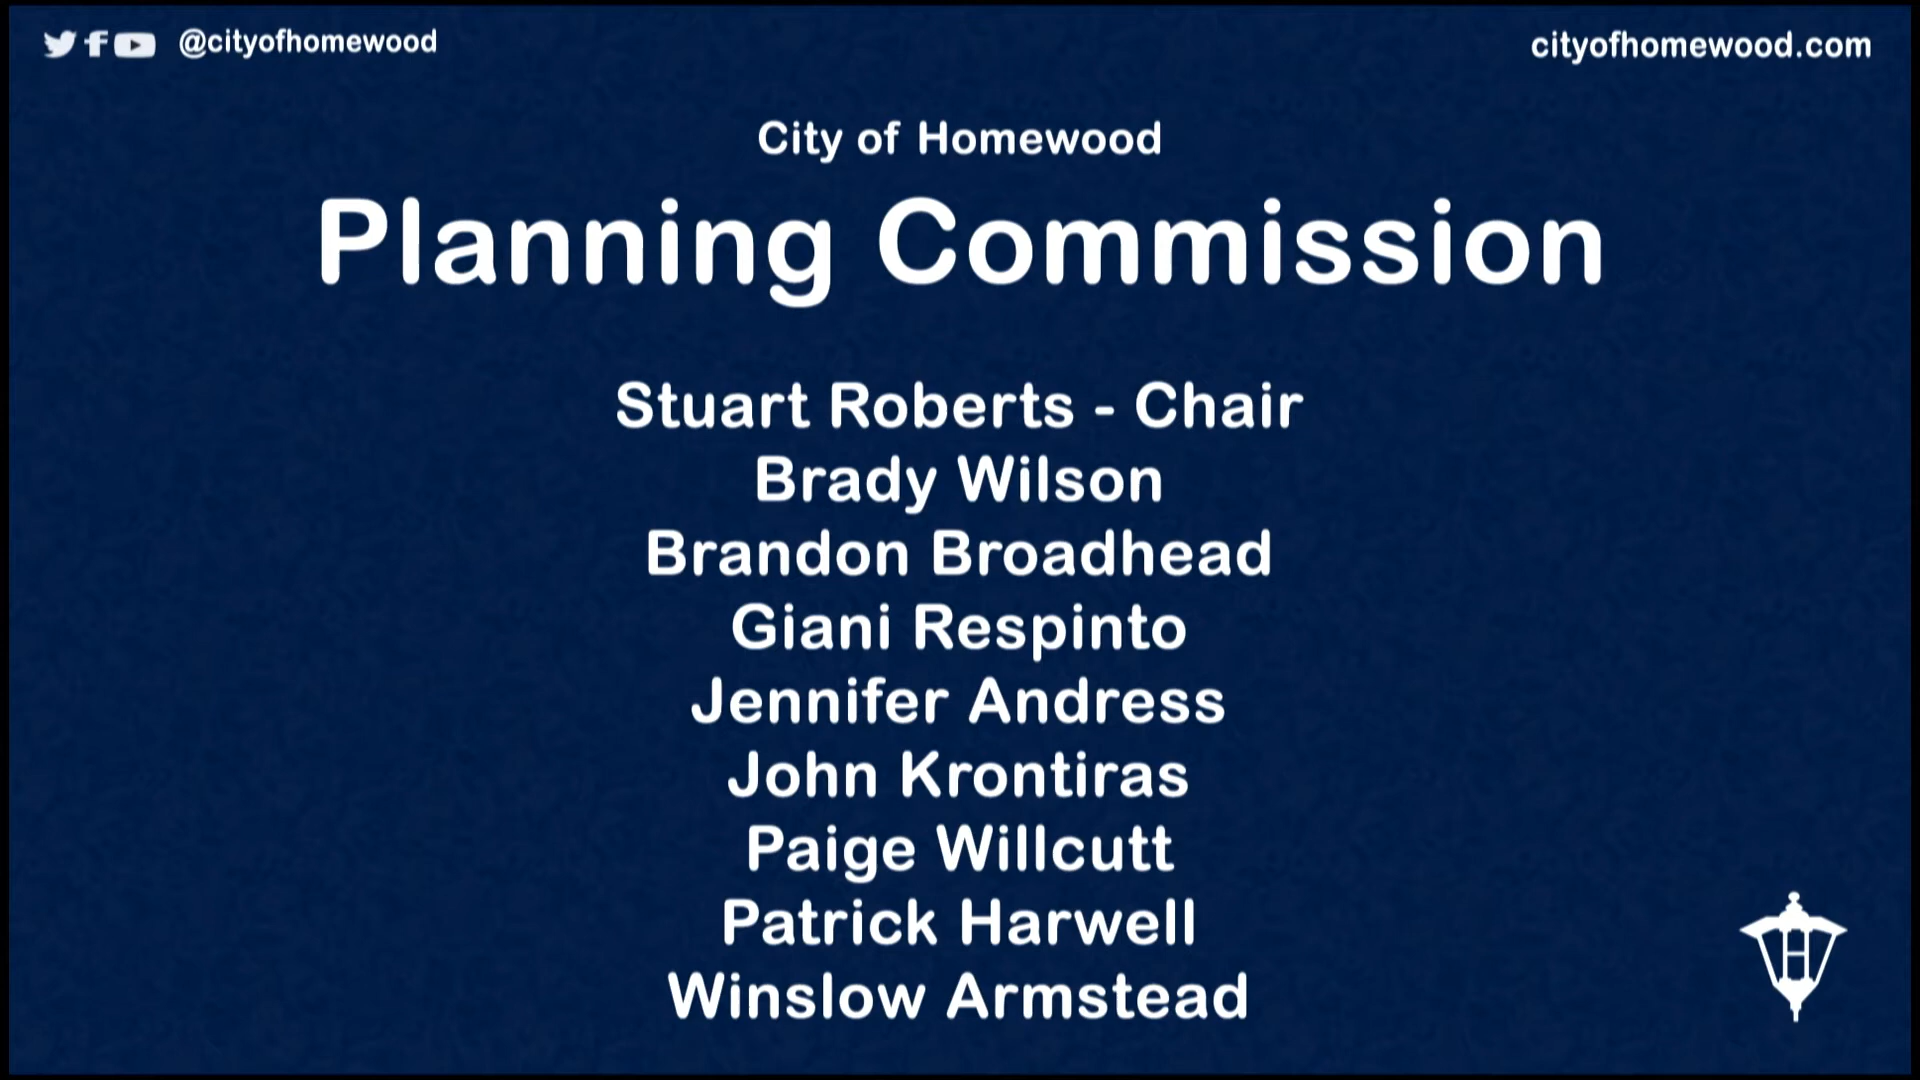 @cityofhomewood
cityofhomewood.com
City of Homewood
Planning Commission
Stuart Roberts - Chair
Brady Wilson
Brandon Broadhead
Giani Respinto
Jennifer Andress
John Krontiras
Paige Willcutt
Patrick Harwell
Winslow Armstead
H